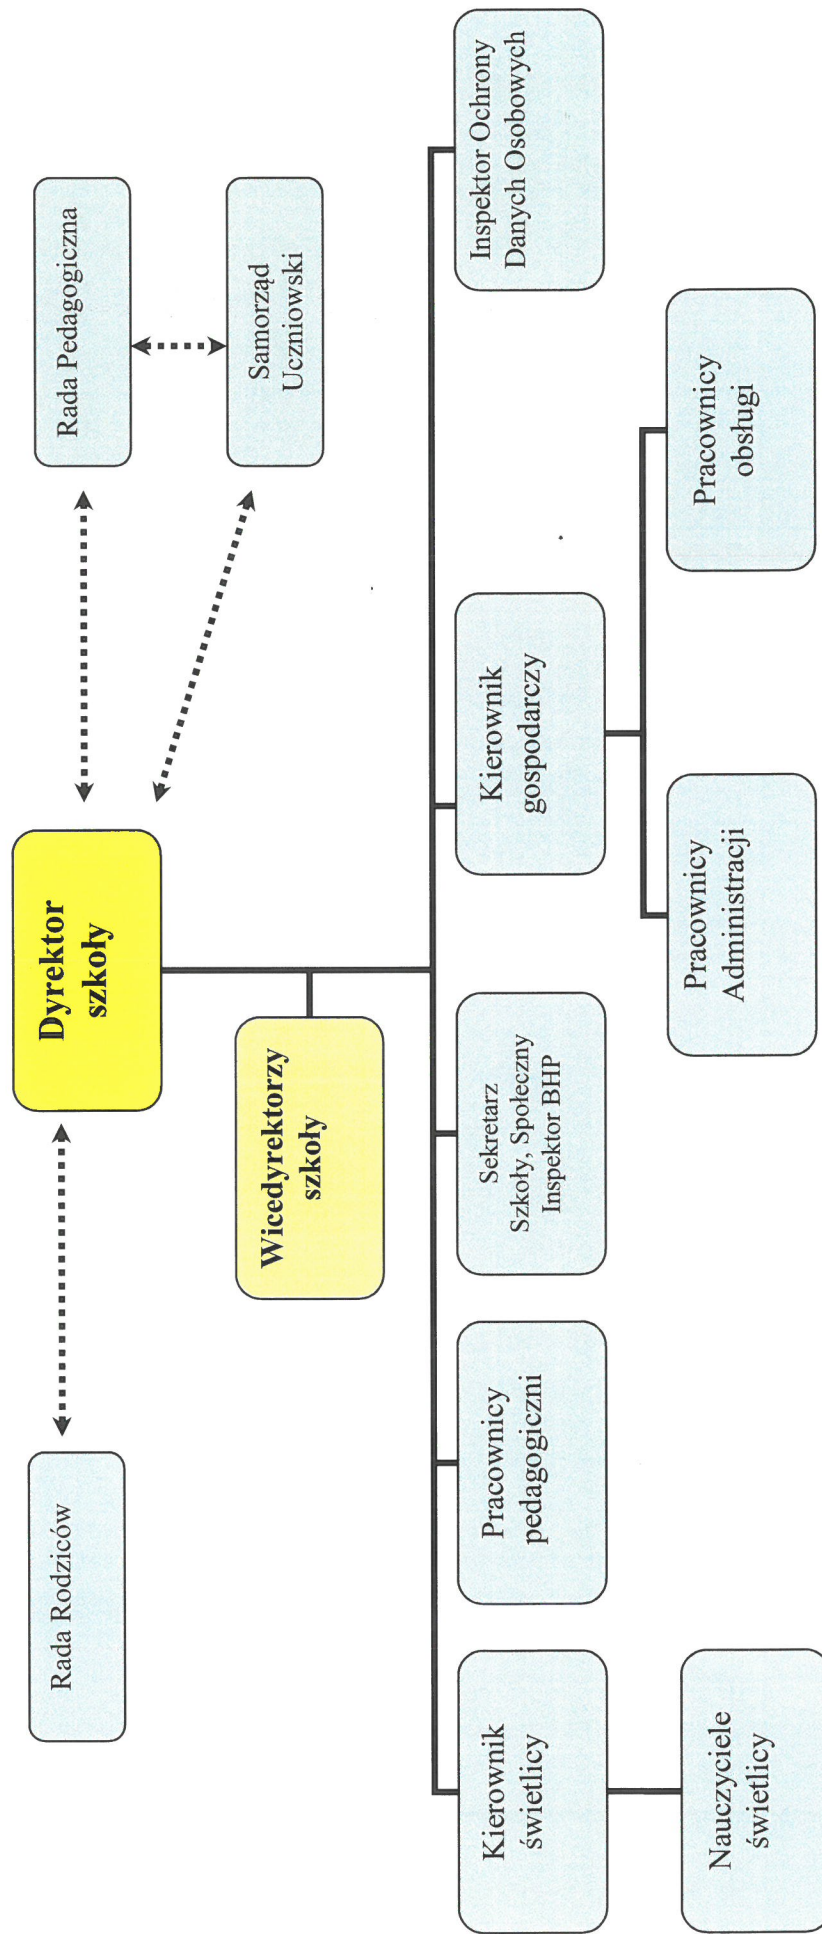 Rada Rodziców
Dyrektor
szkoły
Rada Pedagogiczna
Samorząd
Uczniowski
Wicedyrektorzy
szkoły
Kierownik
świetlicy
Pracownicy
pedagogiczni
Sekretarz
Szkoły, Społeczny
Inspektor BHP
Kierownik
gospodarczy
Inspektor Ochrony
Danych Osobowych
Nauczyciele
świetlicy
Pracownicy
Administracji
Pracownicy
obsługi